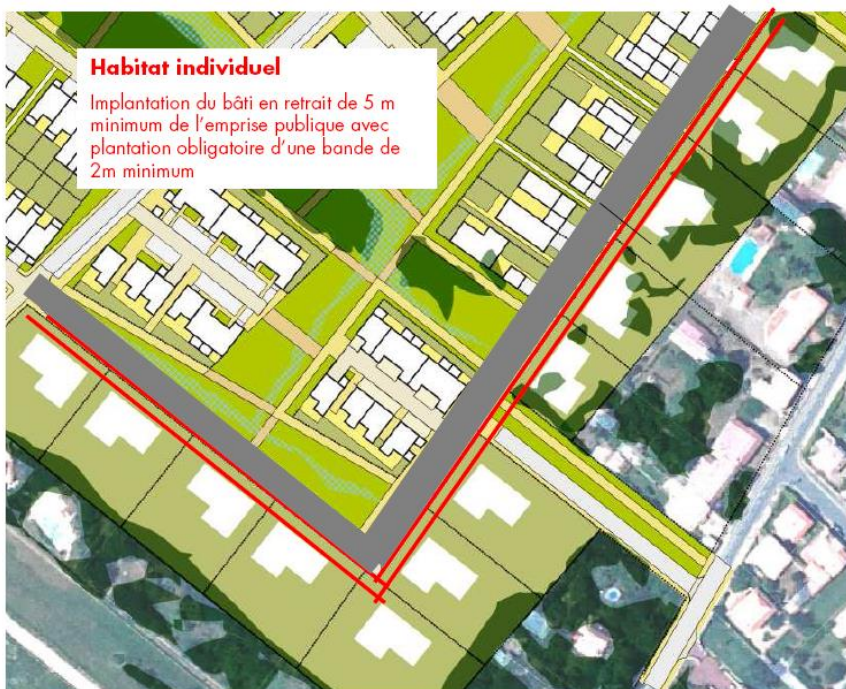 Habitat individuel
Implantation du bâti en retrait de 5 m
minimum de l'emprise publique avec
plantation obligatoire d'une bande de
2m minimum